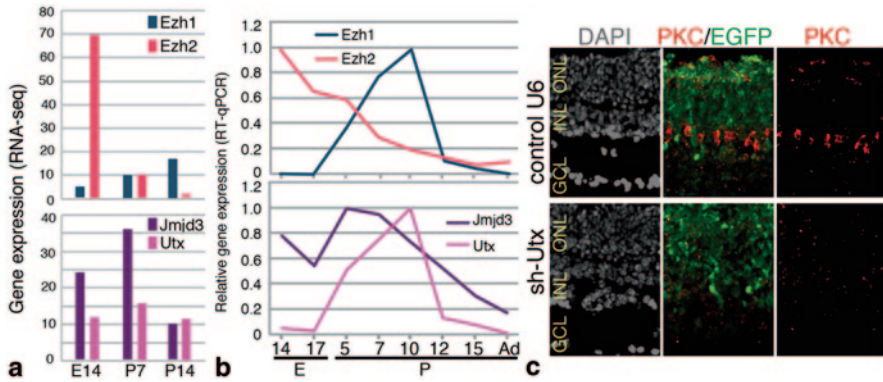 Gene expression (RNA-seq)
80
70
60
50
40
30
20
10
0
Ezh1
Ezh2
40
30
20
10
0
Jmjd3
Utx
E14 P7 P14
a
Relative gene expression (RT-qPCR)
1.2
1.0
0.8
0.6
0.4
0.2
0
Ezh1
Ezh2
1.2
1.0
0.8
0.6
0.4
0.2
0
Jmjd3
Utx
14 17 5 7 10 12 15 Ad
E P
b
DAPI PKC/EGFP PKC
control U6
GCL INL ONL
sh-Utx
GCL INL ONL
c